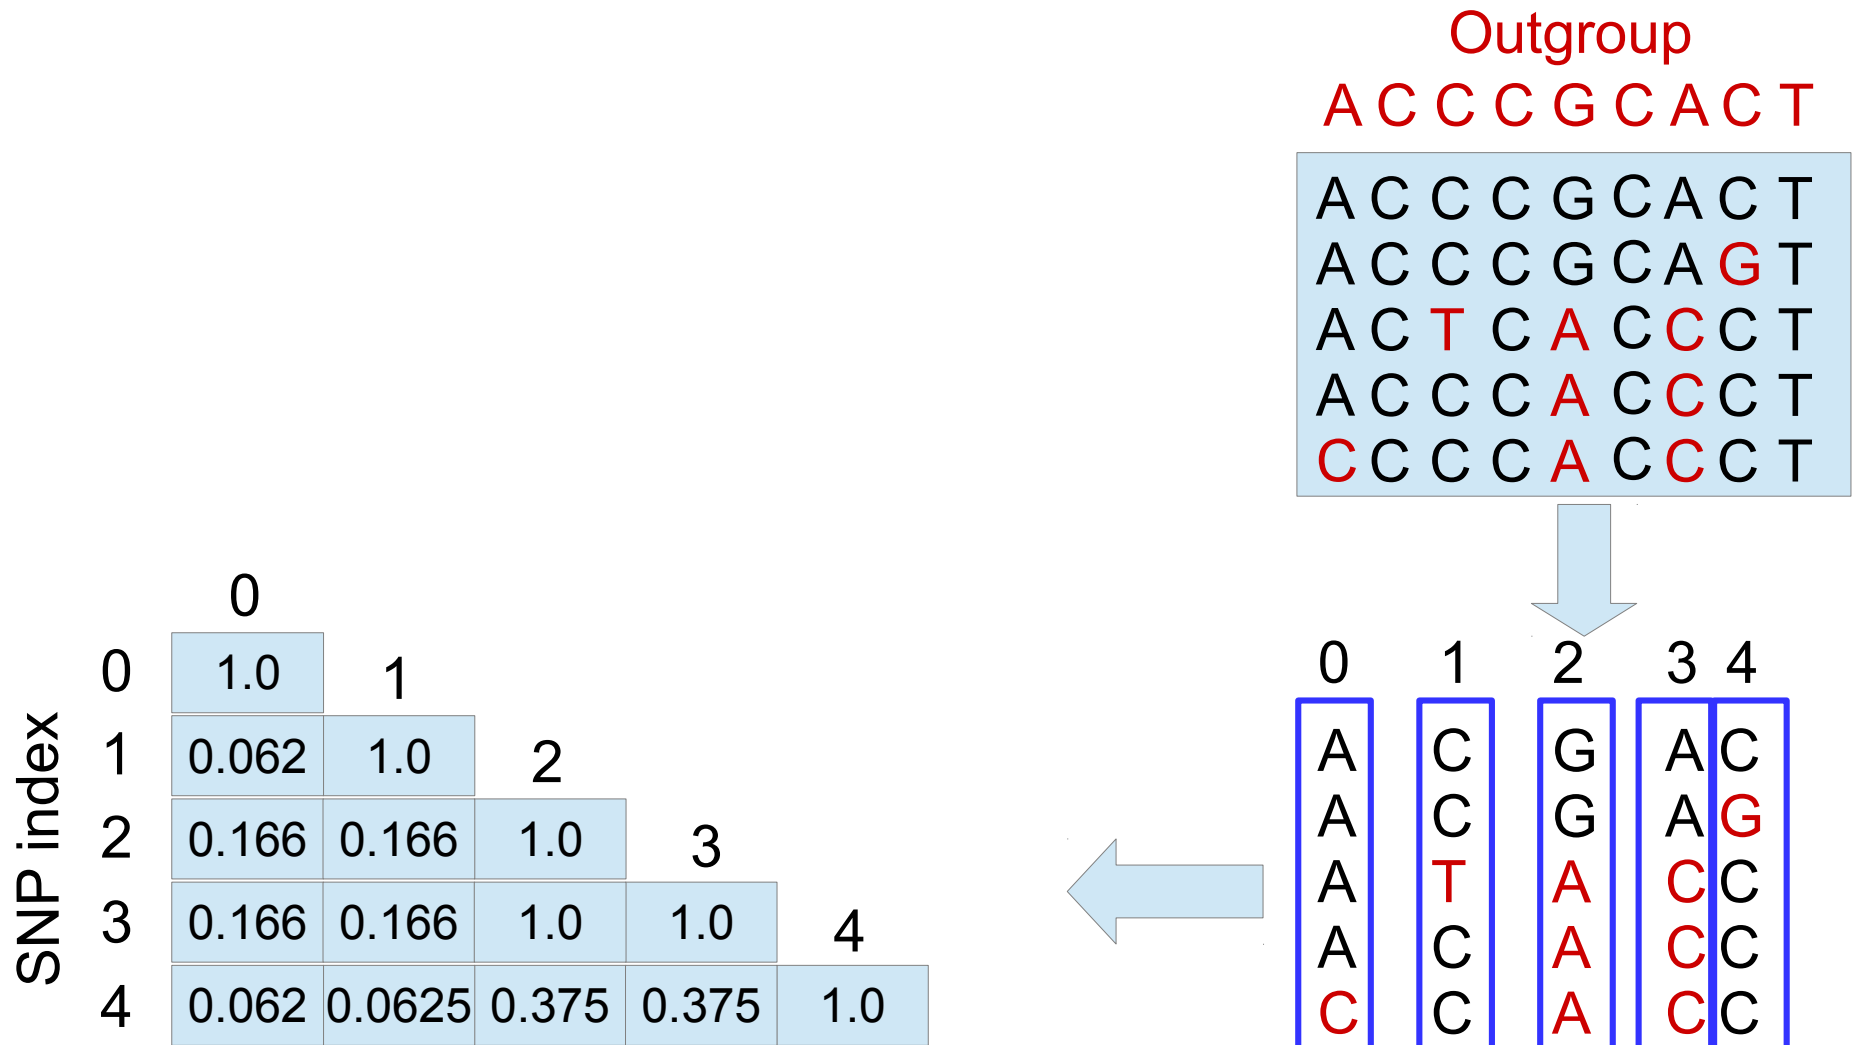 Outgroup
A C C C G C A C T
A C C C G C A C T
A C C C G C A G T
A C T C A C C C T
A C C C A C C C T
C C C C A C C C T
0 1 2 3 4
A C G A C
A C G A G
A T A C C
A C A C C
C C A C C
SNP index
0
0 1.0 1
1 0.062 1.0 2
2 0.166 0.166 1.0 3
3 0.166 0.166 1.0 1.0 4
4 0.062 0.0625 0.375 0.375 1.0